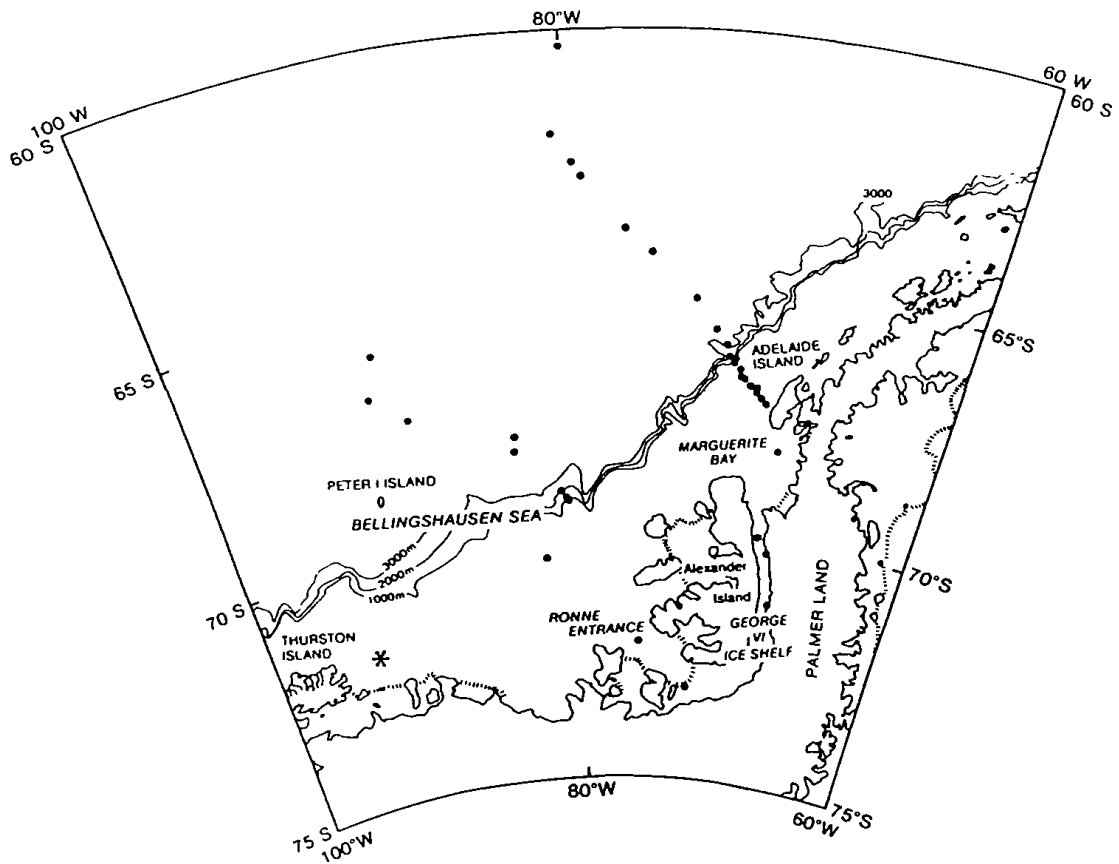 80°W
100 W
60 S
60 W
60 S
3000
65 S
65°S
ADELAIDE
ISLAND
MARGUERITE
BAY
PETER I ISLAND
BELLINGSHAUSEN SEA
3000m
2000m
1000m
70 S
70°S
Alexander
Island
THURSTON
ISLAND
RONNE
ENTRANCE
GEORGE
VI
ICE SHELF
PALMER LAND
80°W
75 S
100°W
75°S
60°W